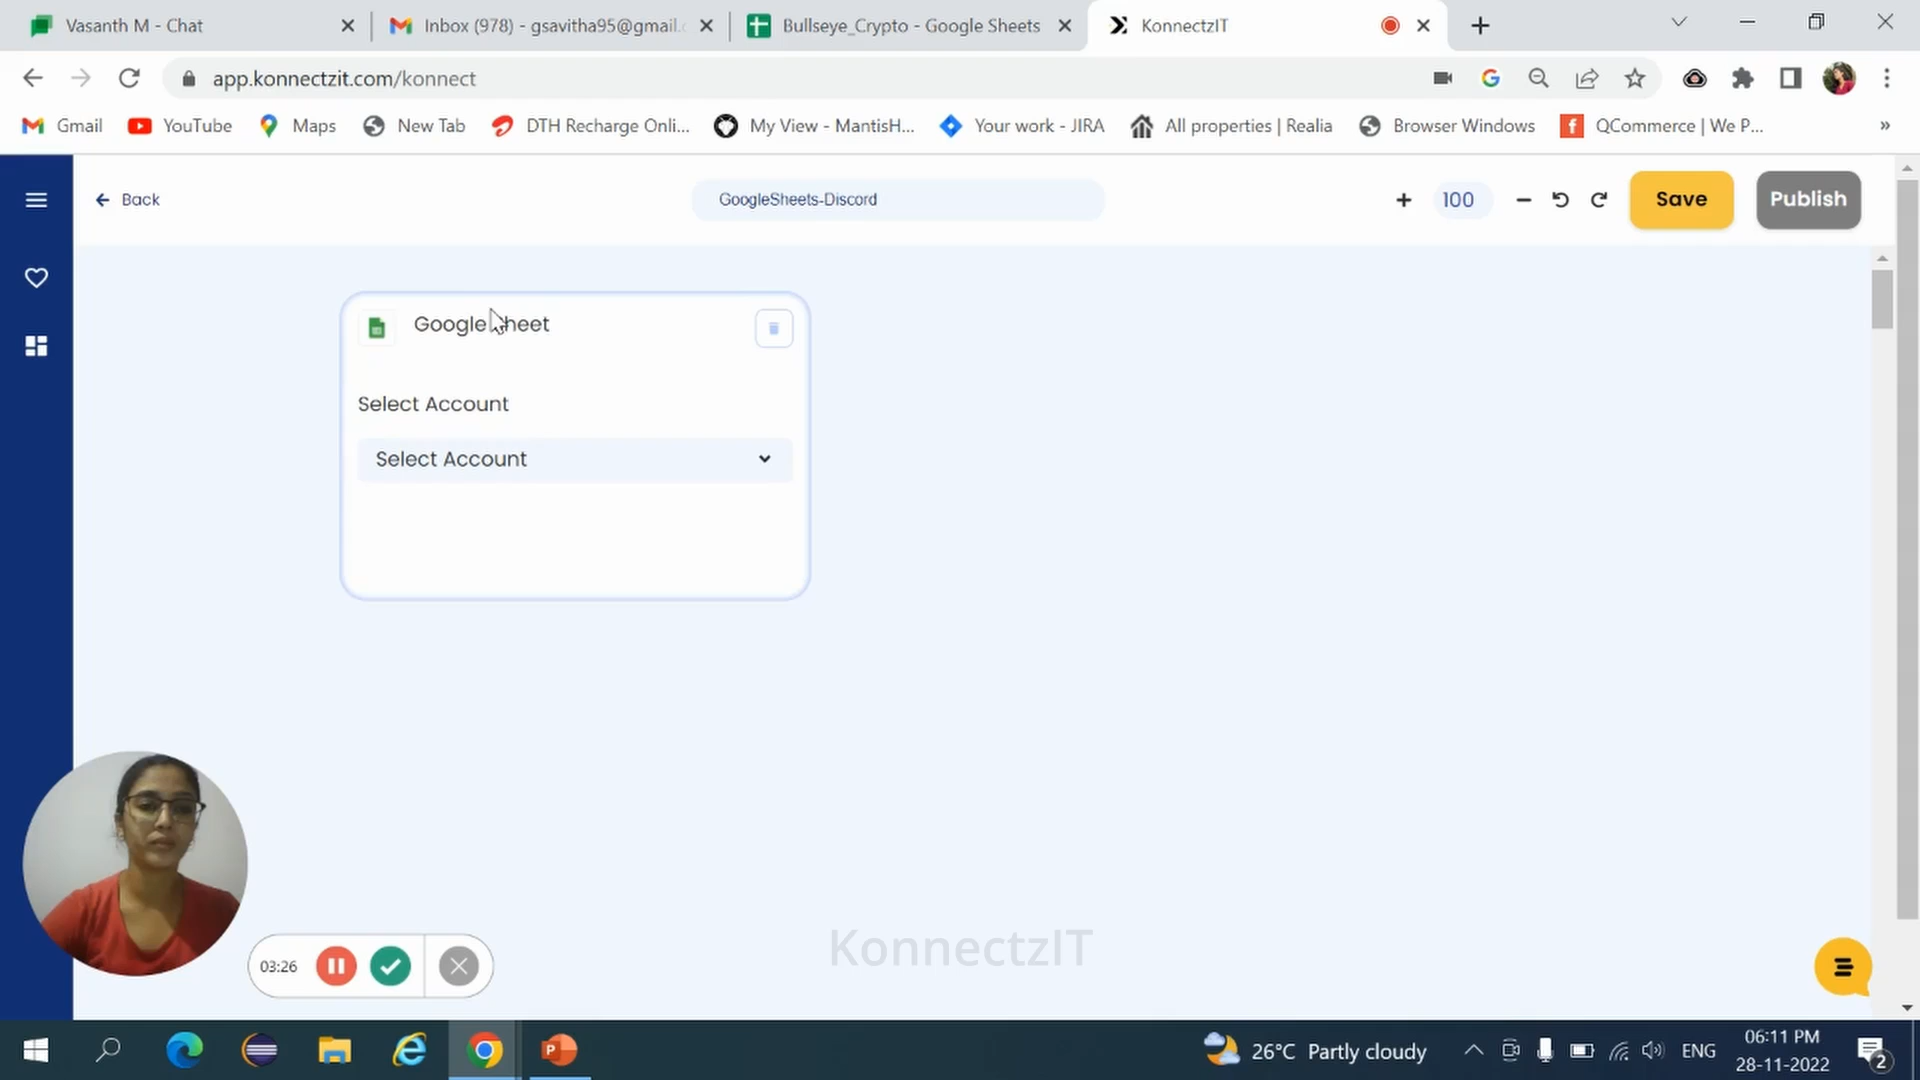 Vasanth M - Chat
Inbox (978) - gsavitha95@gmail.c
Bullseye_Crypto - Google Sheets
KonnectzIT
app.konnectzit.com/konnect
Gmail
YouTube
Maps
New Tab
DTH Recharge Onli...
My View - MantisH...
Your work - JIRA
All properties | Realia
Browser Windows
QCommerce | We P...
»
Back
GoogleSheets-Discord
100
Save
Publish
Google Sheet
Select Account
Select Account
03:26
KonnectzIT
26°C Partly cloudy
ENG
06:11 PM
28-11-2022
2